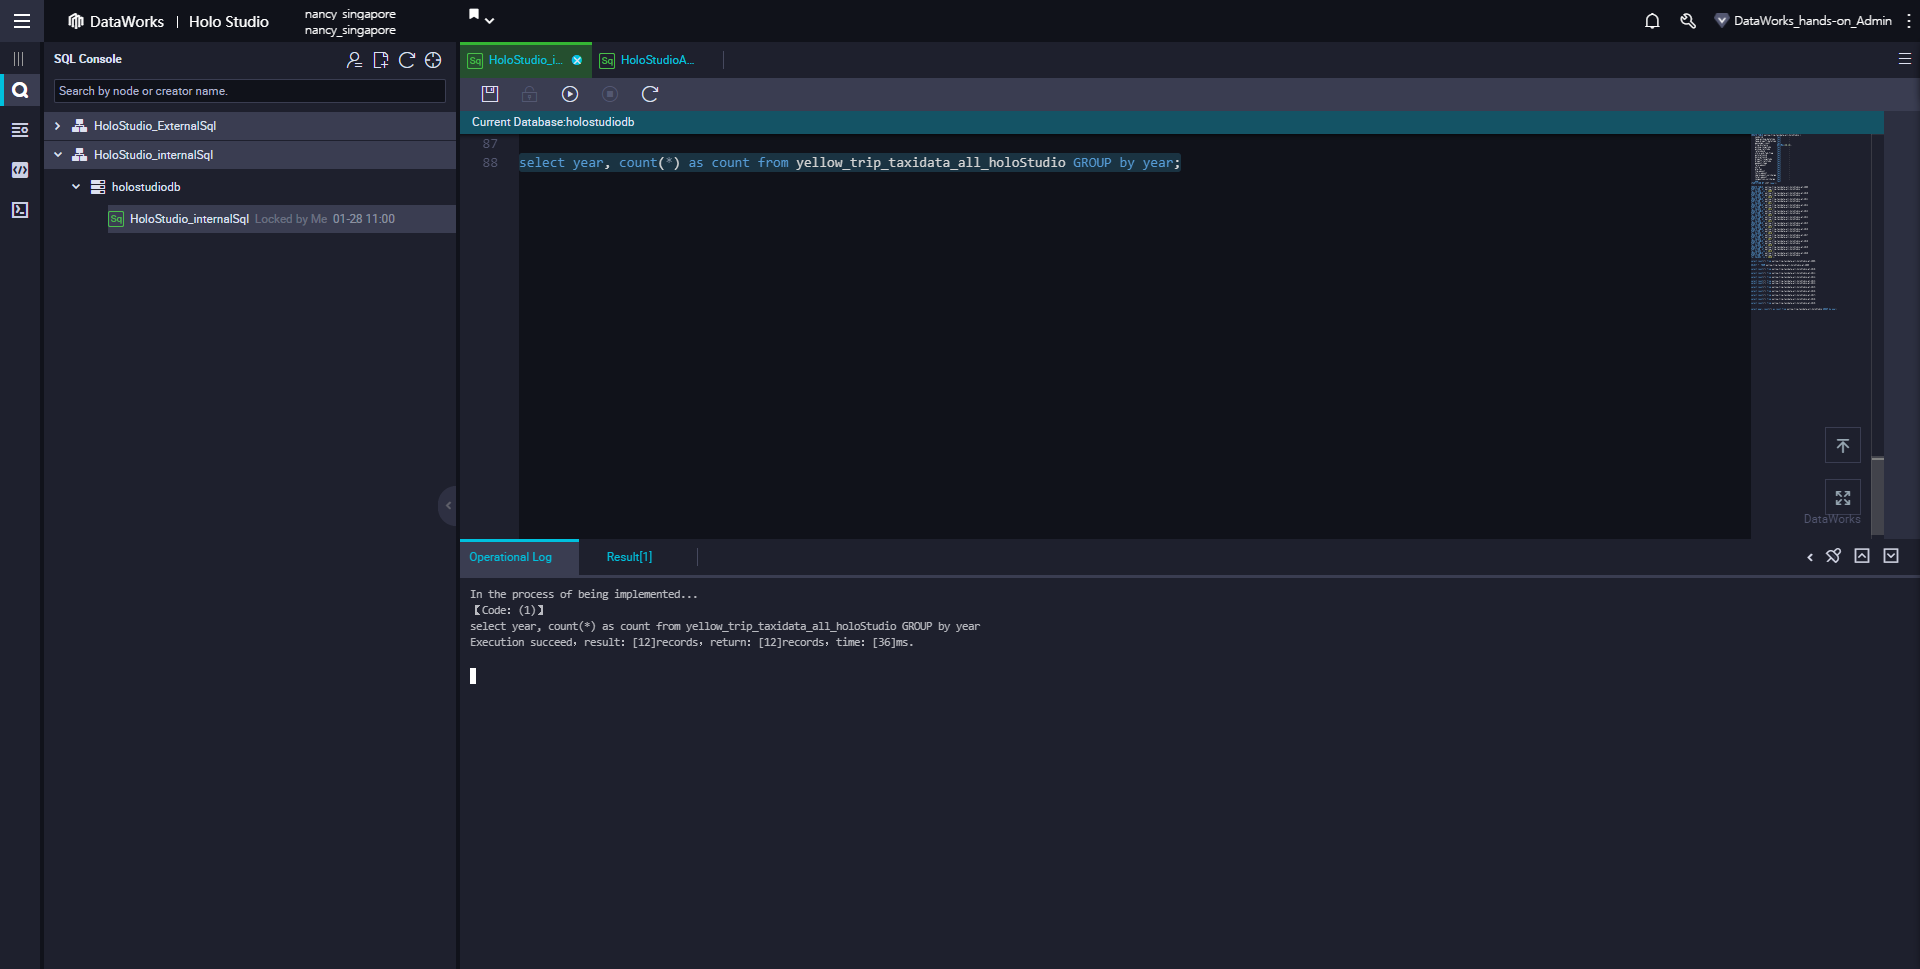 DataWorks | Holo Studio
nancy_singapore
nancy_singapore
DataWorks_hands-on_Admin
SQL Console
Search by node or creator name.
HoloStudio_ExternalSql
HoloStudio_internalSql
holostudiodb
Sq HoloStudio_internalSql Locked by Me 01-28 11:00
Sq HoloStudio_i...
Sq HoloStudioA...
Current Database:holostudiodb
87
88 select year, count(*) as count from yellow_trip_taxidata_all_holoStudio GROUP by year;
DataWorks
Operational Log
Result[1]
In the process of being implemented...
【Code: (1)】
select year, count(*) as count from yellow_trip_taxidata_all_holoStudio GROUP by year
Execution succeed，result: [12]records，return: [12]records，time: [36]ms.